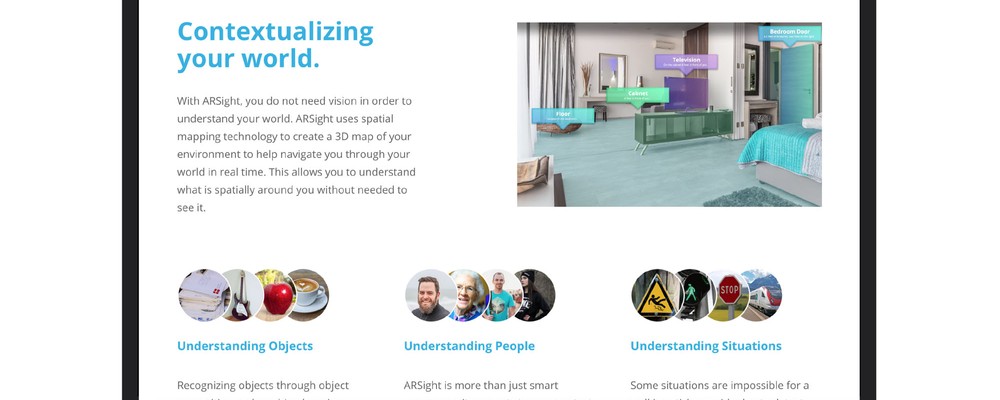 Contextualizing
your world.
With ARSight, you do not need vision in order to
understand your world. ARSight uses spatial
mapping technology to create a 3D map of your
environment to help navigate you through your
world in real time. This allows you to understand
what is spatially around you without needed to
see it.
Bedroom Door
Television
Cabinet
Floor
STOP
Understanding Objects
Understanding People
Understanding Situations
Recognizing objects through object
ARSight is more than just smart
Some situations are impossible for a